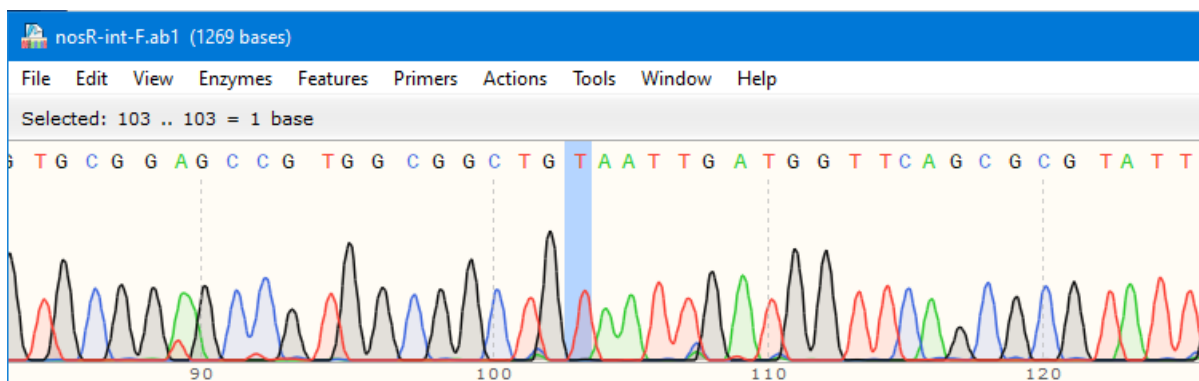 nosR-int-F.ab1 (1269 bases)
File Edit View Enzymes Features Primers Actions Tools Window Help
Selected: 103 .. 103 = 1 base
G T G C G G A G C C G T G G C G G C T G T A A T T G A T G G T T C A G C G C G T A T T
90 100 110 120